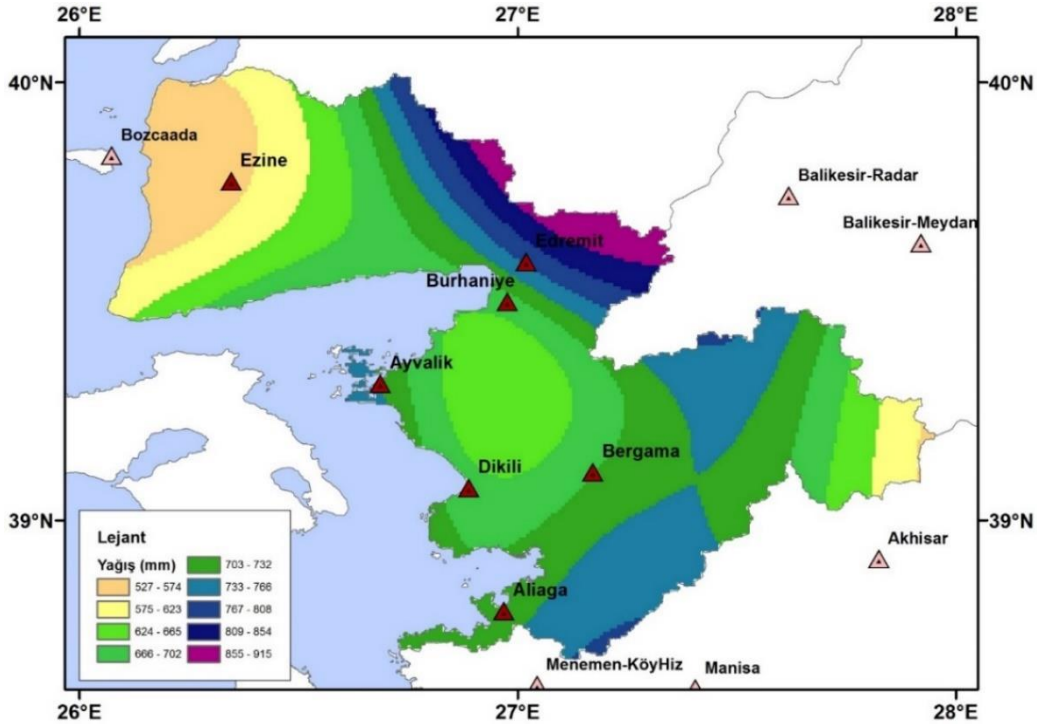 26°E 27°E 28°E
40°N 40°N
Bozcaada
Ezine
Balikesir-Radar
Balikesir-Meydan
Edremit
Burhaniye
Ayvalik
Bergama
Dikili
39°N 39°N
Akhisar
Aliaga
Menemen-KöyHiz Manisa
Lejant
Yağış (mm)
527 - 574
575 - 623
624 - 665
666 - 702
703 - 732
733 - 766
767 - 808
809 - 854
855 - 915
26°E 27°E 28°E